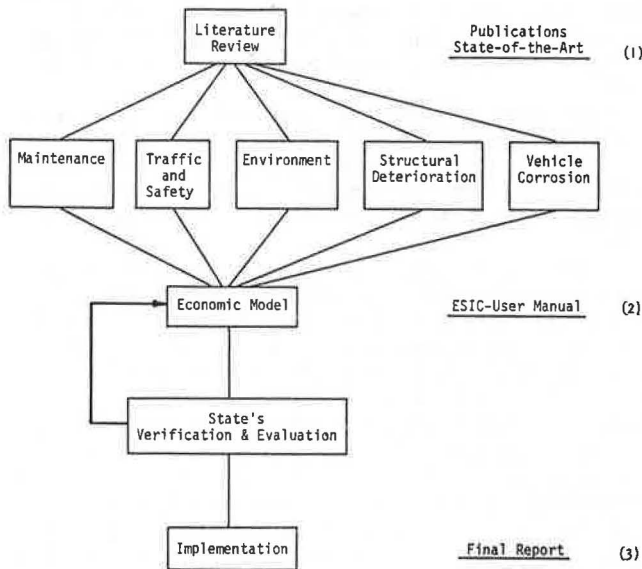 Literature
Review
Publications
State-of-the-Art
(1)
Maintenance
Traffic
and
Safety
Environment
Structural
Deterioration
Vehicle
Corrosion
Economic Model
ESIC-User Manual
(2)
State's
Verification & Evaluation
Implementation
Final Report
(3)